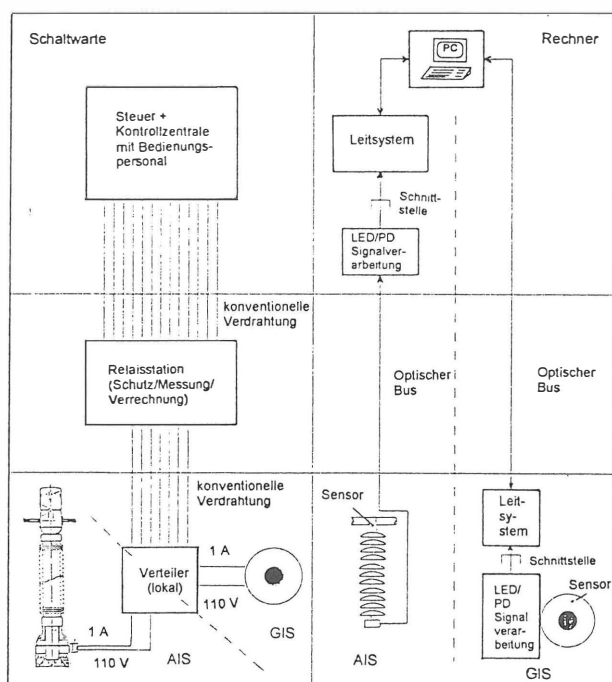 Schaltwarte
Rechner
PC
Steuer +
Kontrollzentrale
mit Bedienungs-
personal
Leitsystem
Schnitt-
stelle
LED/PD
Signalver-
arbeitung
konventionelle
Verdrahtung
Relaisstation
(Schutz/Messung/
Verrechnung)
Optischer
Bus
Optischer
Bus
konventionelle
Verdrahtung
Verteiler
(lokal)
1 A
110 V
1 A
110 V
AIS
GIS
Sensor
AIS
Leit-
sy-
stem
Schnittstelle
LED/
PD
Signal
verar-
beitung
Sensor
GIS